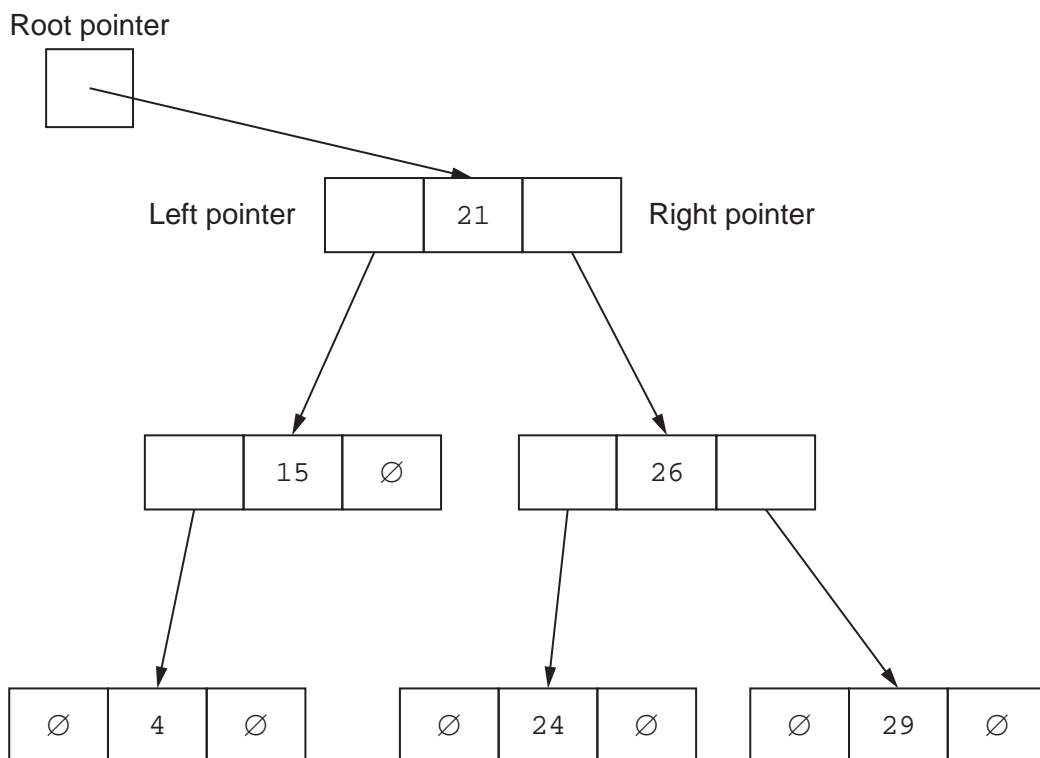 Root pointer
Left pointer 21 Right pointer
15 ∅ 26
∅ 4 ∅ ∅ 24 ∅ ∅ 29 ∅